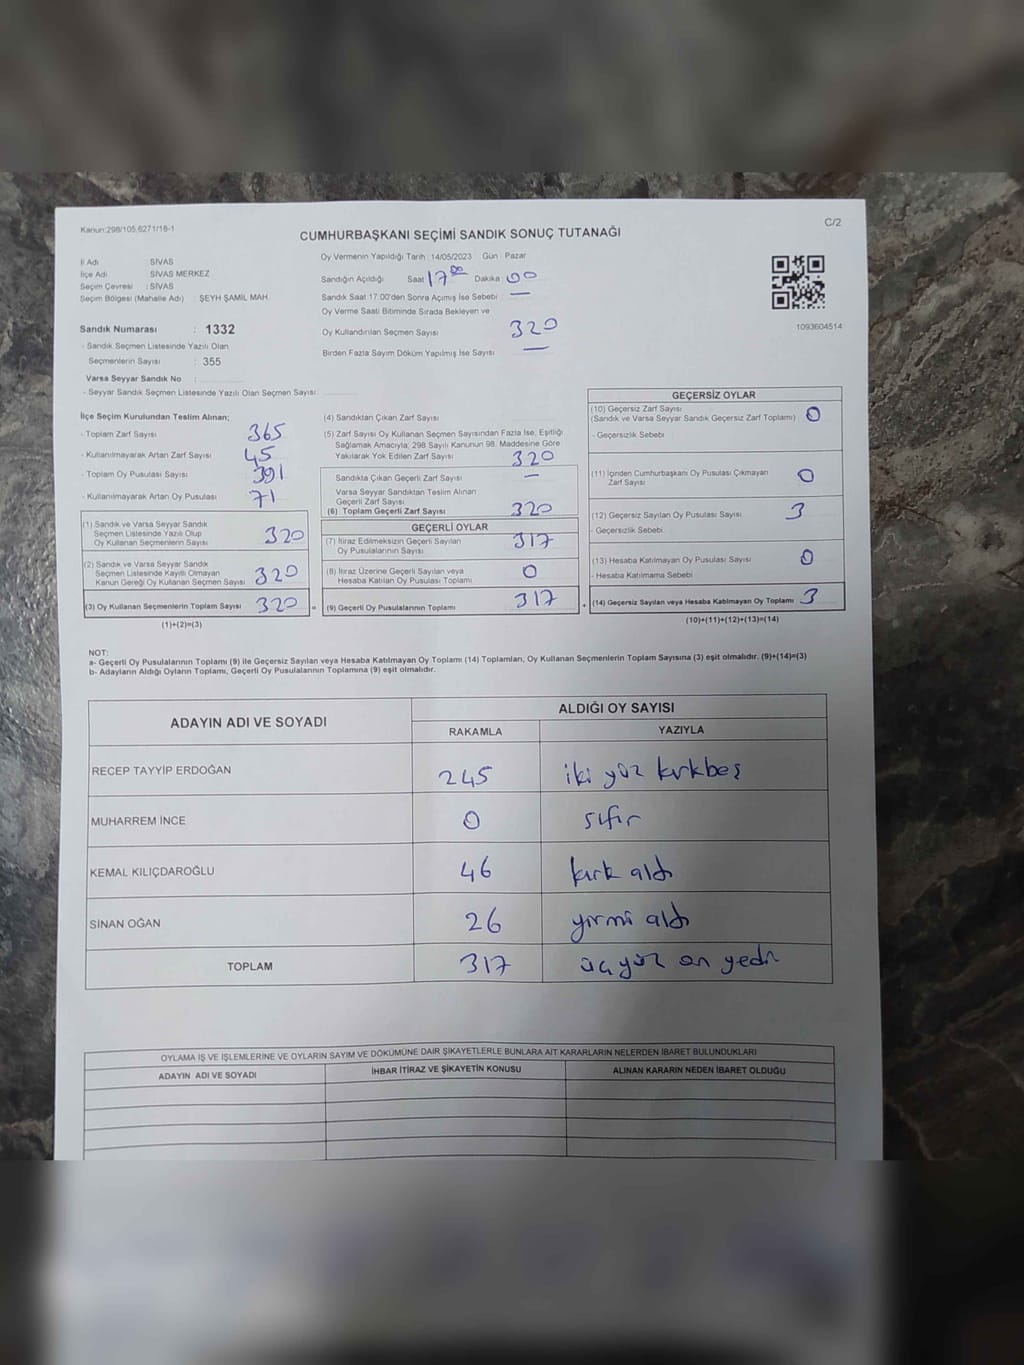 Kanun:298/105,6271/18-1
C/2
CUMHURBAŞKANI SEÇİMİ SANDIK SONUÇ TUTANAĞI
İl Adı : SİVAS
İlçe Adı : SİVAS MERKEZ
Seçim Çevresi : SİVAS
Seçim Bölgesi (Mahalle Adı) : ŞEYH ŞAMİL MAH.
Sandık Numarası : 1332
- Sandık Seçmen Listesinde Yazılı Olan
Seçmenlerin Sayısı : 355
Varsa Seyyar Sandık No :
- Seyyar Sandık Seçmen Listesinde Yazılı Olan Seçmen Sayısı:
Oy Vermenin Yapıldığı Tarih :14/05/2023 Gün : Pazar
Sandığın Açıldığı Saat : 17 00 Dakika : 00
Sandık Saat 17:00'den Sonra Açılmış İse Sebebi : —
Oy Verme Saati Bitiminde Sırada Bekleyen ve
Oy Kullandırılan Seçmen Sayısı 320
Birden Fazla Sayım Döküm Yapılmış İse Sayısı —
1093604514
İlçe Seçim Kurulundan Teslim Alınan;
- Toplam Zarf Sayısı 365
- Kullanılmayarak Artan Zarf Sayısı 45
- Toplam Oy Pusulası Sayısı 391
- Kullanılmayarak Artan Oy Pusulası 71
(1) Sandık ve Varsa Seyyar Sandık
Seçmen Listesinde Yazılı Olup
Oy Kullanan Seçmenlerin Sayısı 320
(2) Sandık ve Varsa Seyyar Sandık
Seçmen Listesinde Kayıtlı Olmayan
Kanun Gereği Oy Kullanan Seçmen Sayısı 320
(3) Oy Kullanan Seçmenlerin Toplam Sayısı 320 =
(1)+(2)=(3)
(4) Sandıktan Çıkan Zarf Sayısı
(5) Zarf Sayısı Oy Kullanan Seçmen Sayısından Fazla İse, Eşitliği
Sağlamak Amacıyla; 298 Sayılı Kanunun 98. Maddesine Göre
Yakılarak Yok Edilen Zarf Sayısı 320
Sandıkta Çıkan Geçerli Zarf Sayısı —
Varsa Seyyar Sandıktan Teslim Alınan
Geçerli Zarf Sayısı
(6) Toplam Geçerli Zarf Sayısı 320
GEÇERLİ OYLAR
(7) İtiraz Edilmeksizin Geçerli Sayılan
Oy Pusulalarının Sayısı 317
(8) İtiraz Üzerine Geçerli Sayılan veya
Hesaba Katılan Oy Pusulası Toplamı 0
(9) Geçerli Oy Pusulalarının Toplamı 317 +
GEÇERSİZ OYLAR
(10) Geçersiz Zarf Sayısı
(Sandık ve Varsa Seyyar Sandık Geçersiz Zarf Toplamı) 0
- Geçersizlik Sebebi
(11) İçinden Cumhurbaşkanı Oy Pusulası Çıkmayan
Zarf Sayısı 0
(12) Geçersiz Sayılan Oy Pusulası Sayısı 3
- Geçersizlik Sebebi
(13) Hesaba Katılmayan Oy Pusulası Sayısı 0
- Hesaba Katılmama Sebebi
(14) Geçersiz Sayılan veya Hesaba Katılmayan Oy Toplamı 3
(10)+(11)+(12)+(13)=(14)
NOT:
a- Geçerli Oy Pusulalarının Toplamı (9) ile Geçersiz Sayılan veya Hesaba Katılmayan Oy Toplamı (14) Toplamları, Oy Kullanan Seçmenlerin Toplam Sayısına (3) eşit olmalıdır. (9)+(14)=(3)
b- Adayların Aldığı Oyların Toplamı, Geçerli Oy Pusulalarının Toplamına (9) eşit olmalıdır.
ADAYIN ADI VE SOYADI
ALDIĞI OY SAYISI
RAKAMLA YAZIYLA
RECEP TAYYİP ERDOĞAN 245 iki yüz kırkbeş
MUHARREM İNCE 0 sıfır
KEMAL KILIÇDAROĞLU 46 kırk altı
SİNAN OĞAN 26 yirmi altı
TOPLAM 317 üçyüz on yedi
OYLAMA İŞ VE İŞLEMLERİNE VE OYLARIN SAYIM VE DÖKÜMÜNE DAİR ŞİKAYETLERLE BUNLARA AİT KARARLARIN NELERDEN İBARET BULUNDUKLARI
ADAYIN ADI VE SOYADI İHBAR İTİRAZ VE ŞİKAYETİN KONUSU ALINAN KARARIN NEDEN İBARET OLDUĞU